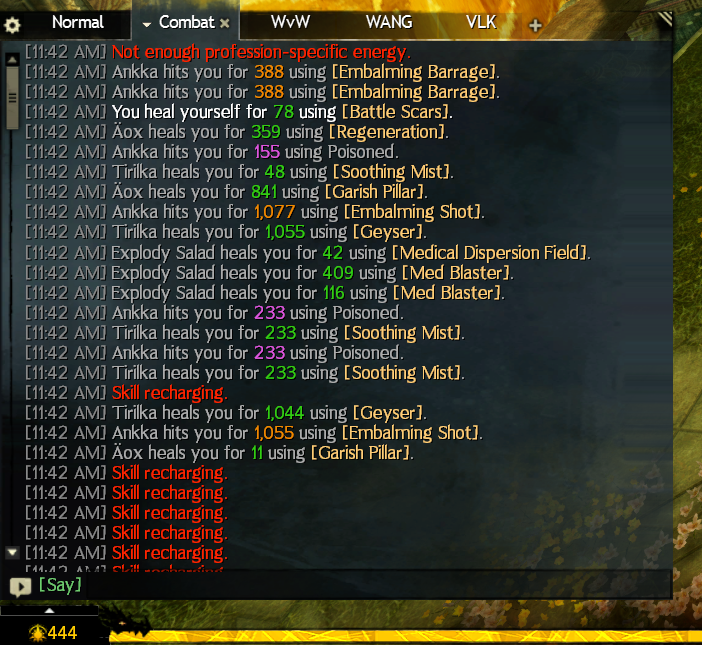 Normal Combat WvW WANG VLK
[11:42 AM] Not enough profession-specific energy.
[11:42 AM] Ankka hits you for 388 using [Embalming Barrage].
[11:42 AM] Ankka hits you for 388 using [Embalming Barrage].
[11:42 AM] You heal yourself for 78 using [Battle Scars].
[11:42 AM] Äox heals you for 359 using [Regeneration].
[11:42 AM] Ankka hits you for 155 using Poisoned.
[11:42 AM] Tirilka heals you for 48 using [Soothing Mist].
[11:42 AM] Äox heals you for 841 using [Garish Pillar].
[11:42 AM] Ankka hits you for 1,077 using [Embalming Shot].
[11:42 AM] Tirilka heals you for 1,055 using [Geyser].
[11:42 AM] Explody Salad heals you for 42 using [Medical Dispersion Field].
[11:42 AM] Explody Salad heals you for 409 using [Med Blaster].
[11:42 AM] Explody Salad heals you for 116 using [Med Blaster].
[11:42 AM] Ankka hits you for 233 using Poisoned.
[11:42 AM] Tirilka heals you for 233 using [Soothing Mist].
[11:42 AM] Ankka hits you for 233 using Poisoned.
[11:42 AM] Tirilka heals you for 233 using [Soothing Mist].
[11:42 AM] Skill recharging.
[11:42 AM] Tirilka heals you for 1,044 using [Geyser].
[11:42 AM] Ankka hits you for 1,055 using [Embalming Shot].
[11:42 AM] Äox heals you for 11 using [Garish Pillar].
[11:42 AM] Skill recharging.
[11:42 AM] Skill recharging.
[11:42 AM] Skill recharging.
[11:42 AM] Skill recharging.
[11:42 AM] Skill recharging.
[11:42 AM] Skill recharging.
[Say]
444